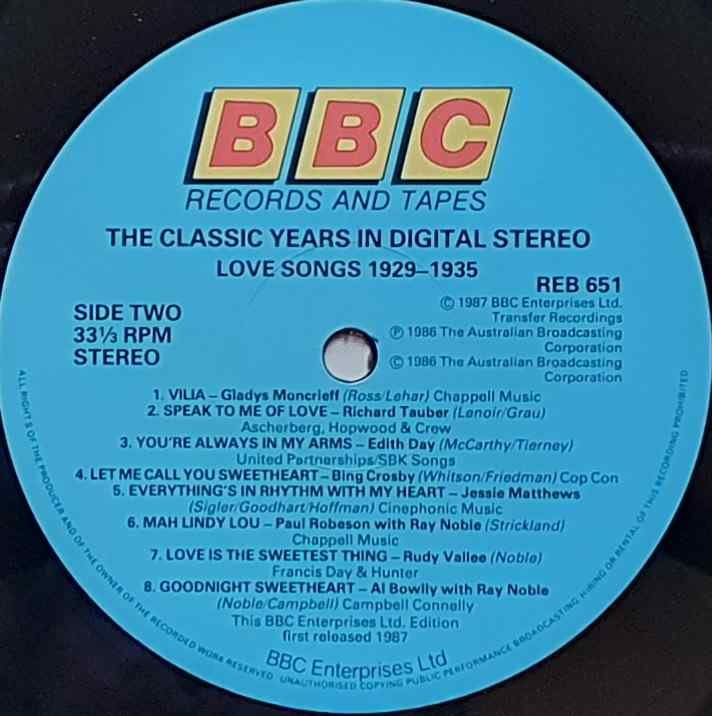 BBC
RECORDS AND TAPES
THE CLASSIC YEARS IN DIGITAL STEREO
LOVE SONGS 1929–1935
REB 651
SIDE TWO
33⅓ RPM
STEREO
© 1987 BBC Enterprises Ltd.
Transfer Recordings
℗ 1986 The Australian Broadcasting
Corporation
© 1986 The Australian Broadcasting
Corporation
1. VILIA – Gladys Moncrieff (Ross/Lehar) Chappell Music
2. SPEAK TO ME OF LOVE – Richard Tauber (Lenoir/Grau)
Ascherberg, Hopwood & Crew
3. YOU'RE ALWAYS IN MY ARMS – Edith Day (McCarthy/Tierney)
United Partnerships/SBK Songs
4. LET ME CALL YOU SWEETHEART – Bing Crosby (Whitson/Friedman) Cop Con
5. EVERYTHING'S IN RHYTHM WITH MY HEART – Jessie Matthews
(Sigler/Goodhart/Hoffman) Cinephonic Music
6. MAH LINDY LOU – Paul Robeson with Ray Noble (Strickland)
Chappell Music
7. LOVE IS THE SWEETEST THING – Rudy Vallee (Noble)
Francis Day & Hunter
8. GOODNIGHT SWEETHEART – Al Bowlly with Ray Noble
(Noble/Campbell) Campbell Connelly
This BBC Enterprises Ltd. Edition
first released 1987
BBC Enterprises Ltd
ALL RIGHTS OF THE PRODUCER AND OF THE OWNER OF THE RECORDED WORK RESERVED UNAUTHORISED COPYING PUBLIC PERFORMANCE BROADCASTING HIRING OR RENTAL OF THIS RECORDING PROHIBITED